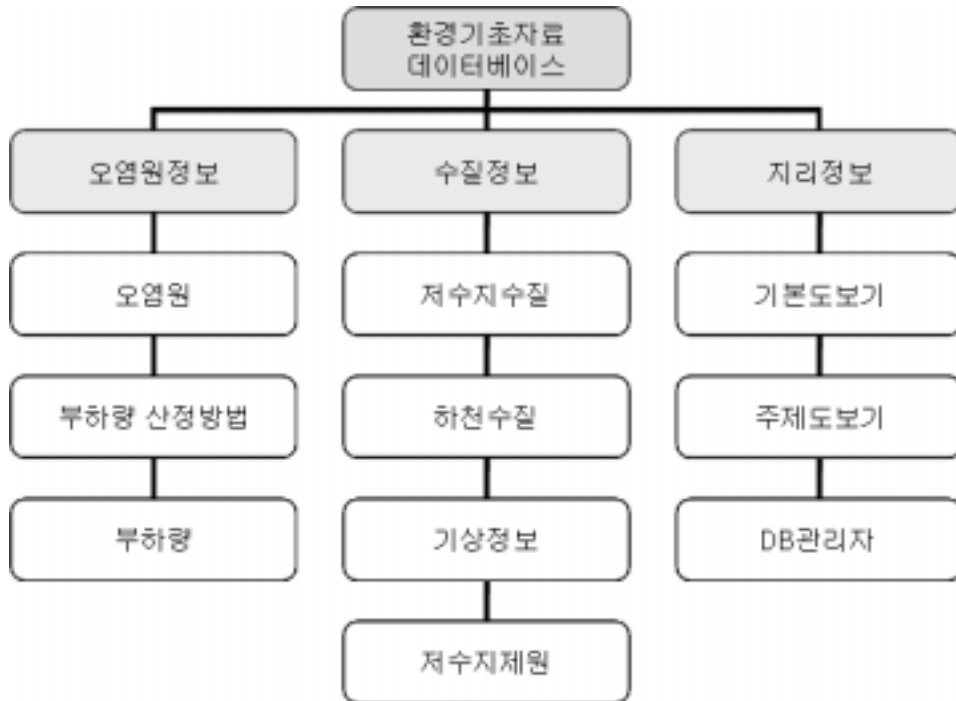 환경기초자료
데이터베이스
오염원정보
수질정보
지리정보
오염원
저수지수질
기본도보기
부하량 산정방법
하천수질
주제도보기
부하량
기상정보
DB관리자
저수지제원